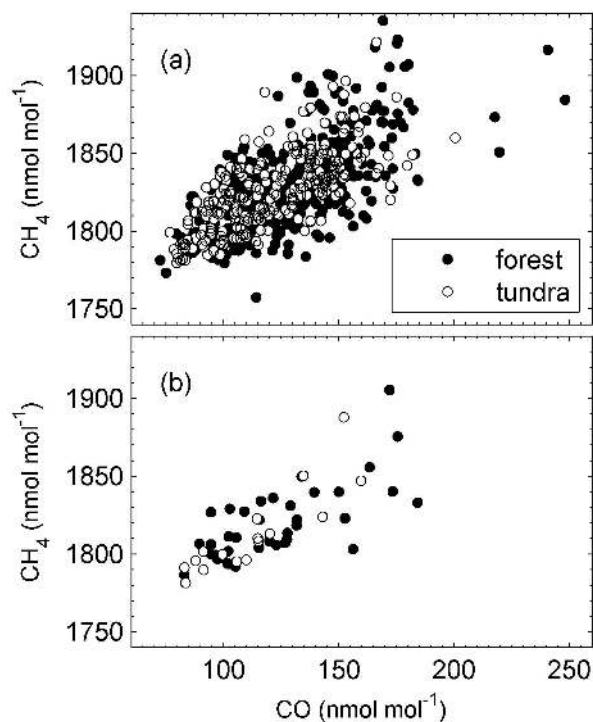 (a)
CH₄ (nmol mol⁻¹)
1900
1850
1800
1750
forest
tundra
(b)
CH₄ (nmol mol⁻¹)
1900
1850
1800
1750
100 150 200 250
CO (nmol mol⁻¹)